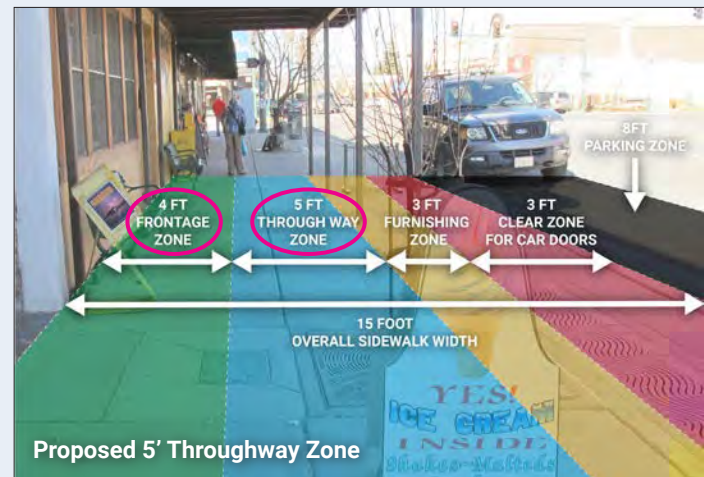 8FT
PARKING ZONE
4 FT
FRONTAGE
ZONE
5 FT
THROUGH WAY
ZONE
3 FT
FURNISHING
ZONE
3 FT
CLEAR ZONE
FOR CAR DOORS
15 FOOT
OVERALL SIDEWALK WIDTH
YES!
ICE CREAM
INSIDE
Shakes-Malteds
Proposed 5' Throughway Zone